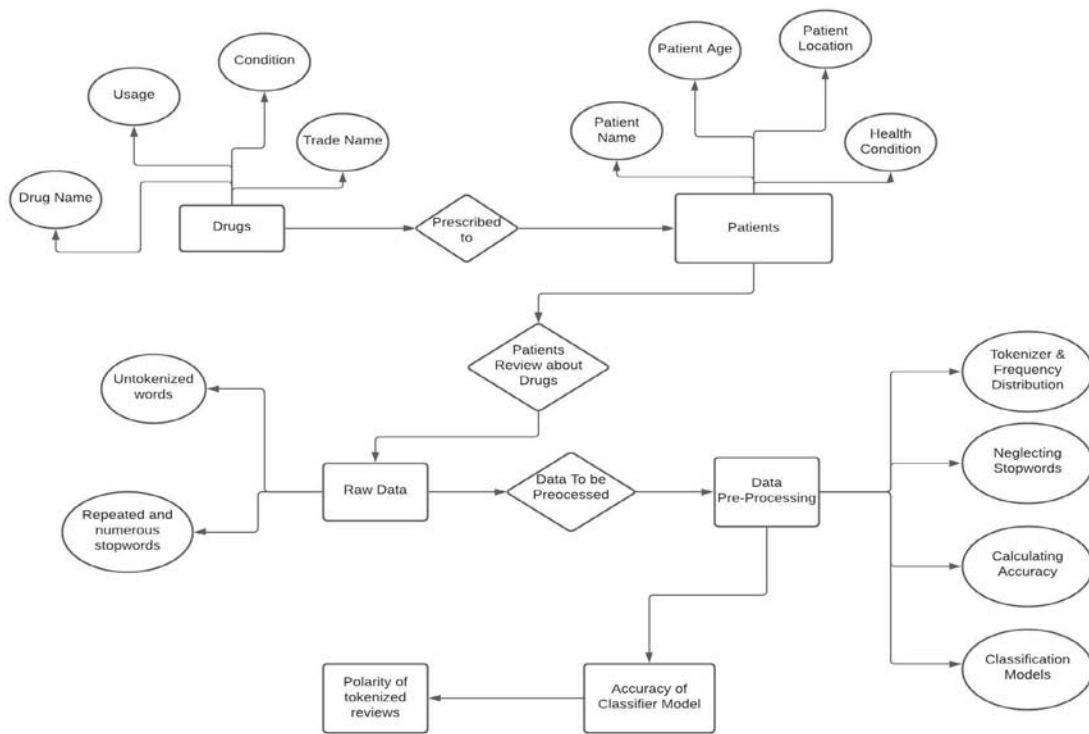 Condition
Usage
Trade Name
Drug Name
Drugs
Prescribed
to
Patient Age
Patient
Location
Patient
Name
Health
Condition
Patients
Patients
Review about
Drugs
Untokenized
words
Repeated and
numerous
stopwords
Raw Data
Data To be
Preocessed
Data
Pre-Processing
Tokenizer &
Frequency
Distribution
Neglecting
Stopwords
Calculating
Accuracy
Classification
Models
Polarity of
tokenized
reviews
Accuracy of
Classifier Model